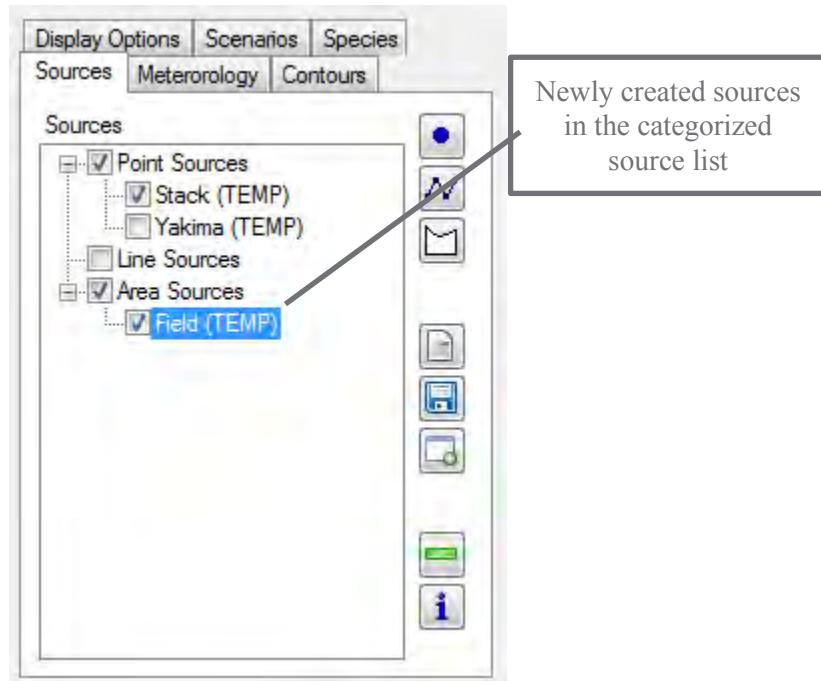 Display Options Scenarios Species
Sources Meterorology Contours
Sources
Point Sources
Stack (TEMP)
Yakima (TEMP)
Line Sources
Area Sources
Field (TEMP)
i
Newly created sources
in the categorized
source list